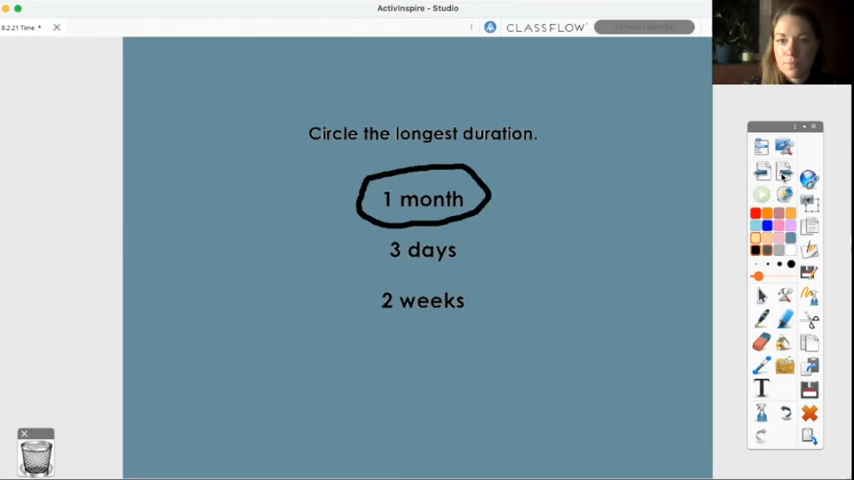 ActivInspire - Studio
8.2.21 Time *
CLASSFLOW
Circle the longest duration.
1 month
3 days
2 weeks
T